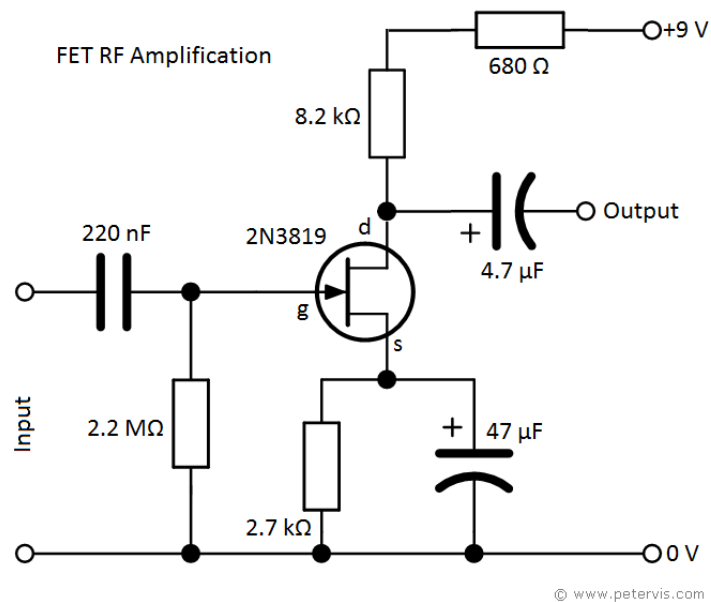 FET RF Amplification
+9 V
680 Ω
8.2 kΩ
d
Output
220 nF
2N3819
+
4.7 µF
g
s
Input
2.2 MΩ
+
47 µF
2.7 kΩ
0 V
© www.petervis.com